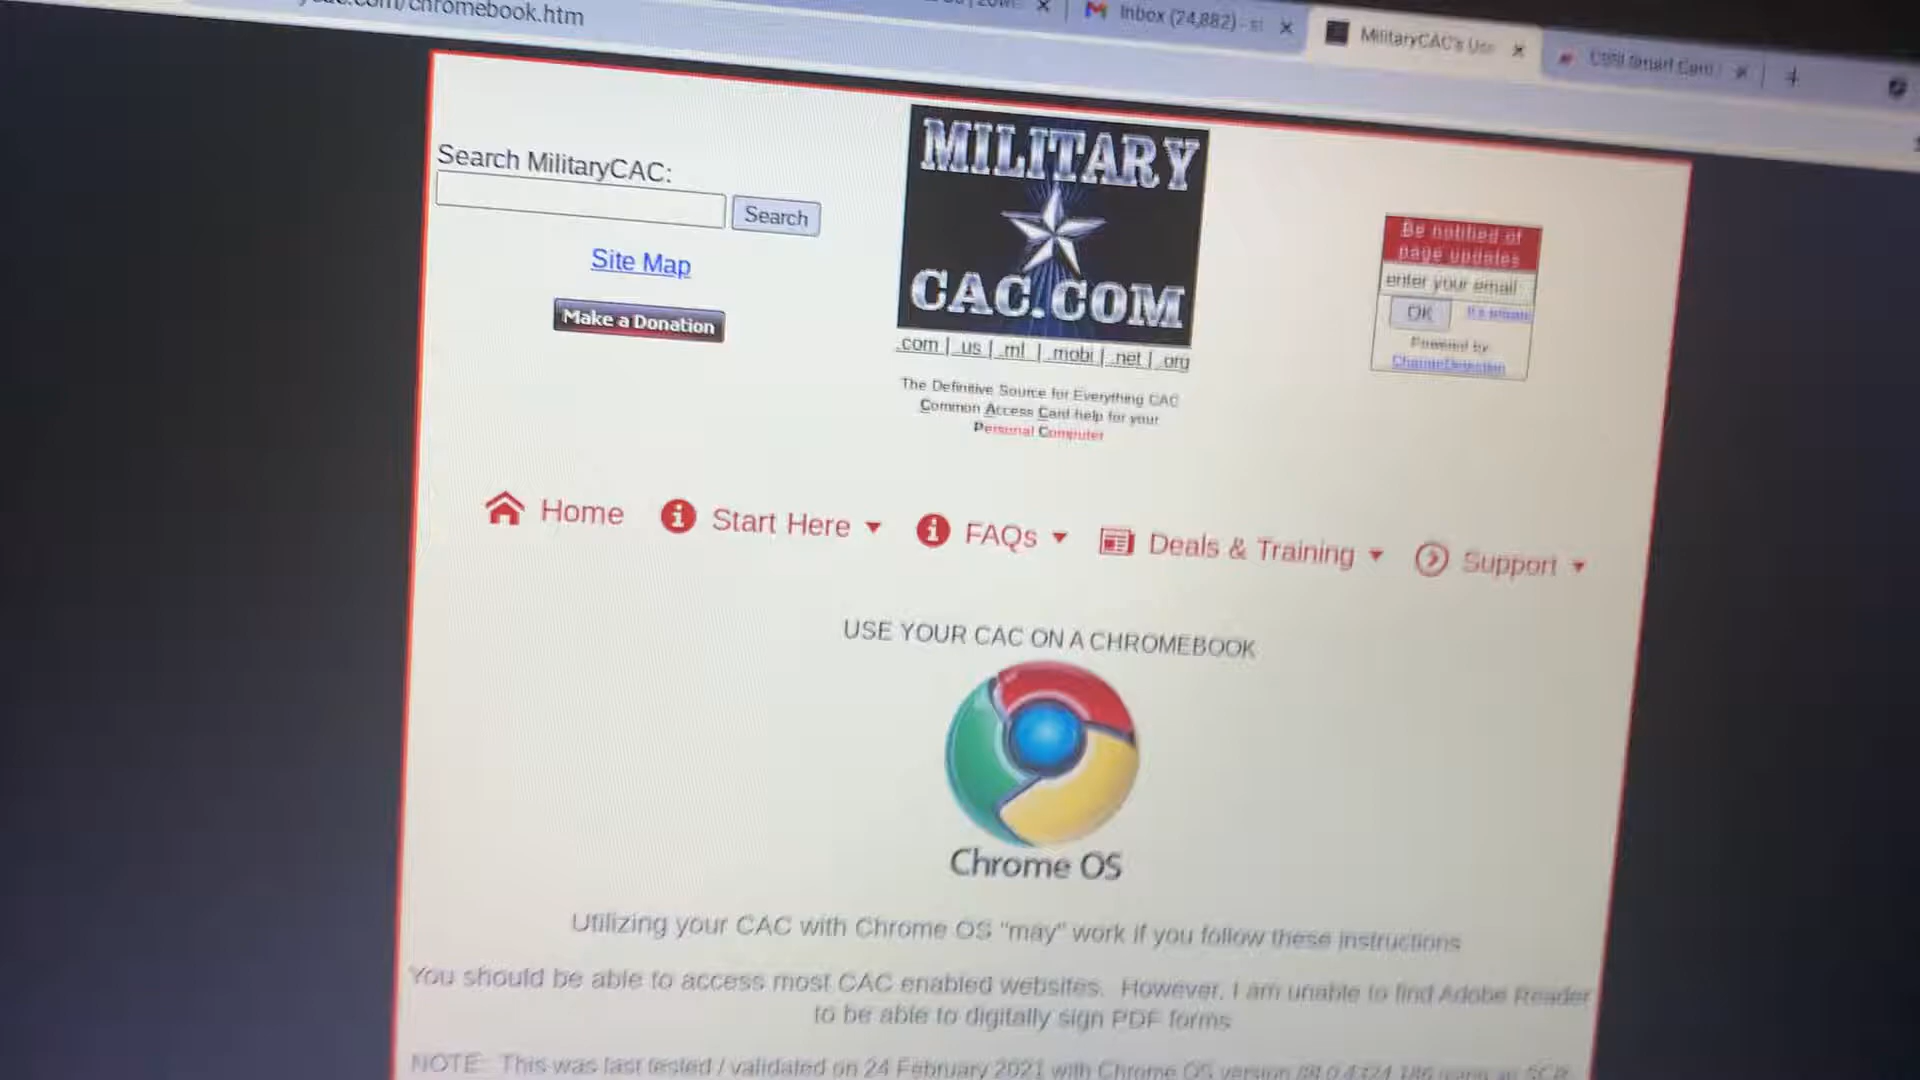 /chromebook.htm
Inbox (24,882)
MilitaryCAC's Use
Search MilitaryCAC:
Search
Site Map
Make a Donation
MILITARY
CAC.COM
.com | .us | .ml | .mobi | .net | .org
The Definitive Source for Everything CAC
Common Access Card help for your
Personal Computer
Be notified of
page updates
enter your email
OK
Powered by
ChangeDetection
Home
Start Here
FAQs
Deals & Training
Support
USE YOUR CAC ON A CHROMEBOOK
Chrome OS
Utilizing your CAC with Chrome OS "may" work if you follow these instructions
You should be able to access most CAC enabled websites. However, I am unable to find Adobe Reader
to be able to digitally sign PDF forms
NOTE: This was last tested / validated on 24 February 2021 with Chrome OS version